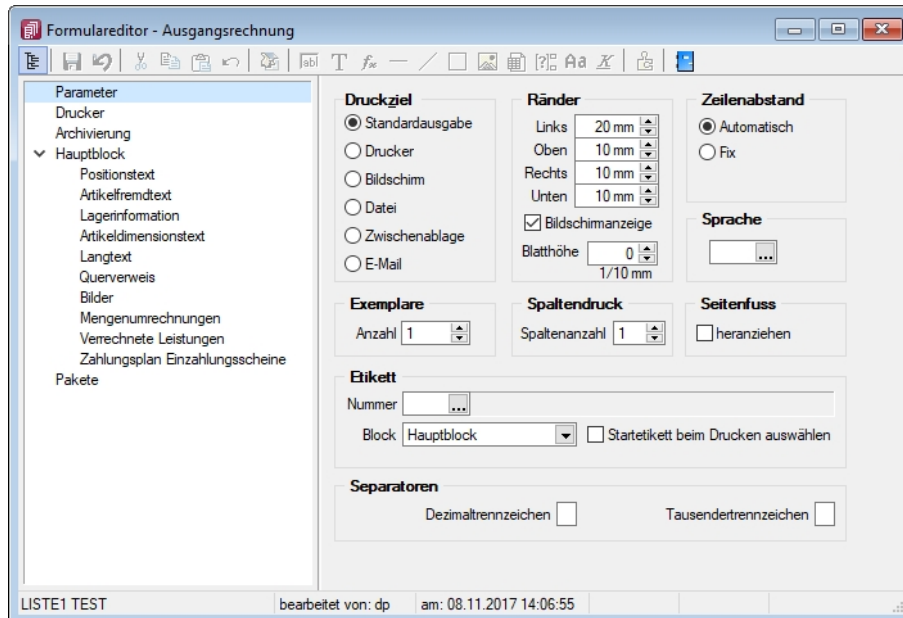 Formulareditor - Ausgangsrechnung
Parameter
Drucker
Archivierung
Hauptblock
Positionstext
Artikelfremdtext
Lagerinformation
Artikeldimensionstext
Langtext
Querverweis
Bilder
Mengenumrechnungen
Verrechnete Leistungen
Zahlungsplan Einzahlungsscheine
Pakete
Druckziel
Standardausgabe
Drucker
Bildschirm
Datei
Zwischenablage
E-Mail
Ränder
Links 20 mm
Oben 10 mm
Rechts 10 mm
Unten 10 mm
Bildschirmanzeige
Blatthöhe 0
1/10 mm
Zeilenabstand
Automatisch
Fix
Sprache
...
Exemplare
Anzahl 1
Spaltendruck
Spaltenanzahl 1
Seitenfuss
heranziehen
Etikett
Nummer ...
Block Hauptblock Startetikett beim Drucken auswählen
Separatoren
Dezimaltrennzeichen Tausendertrennzeichen
LISTE1 TEST bearbeitet von: dp am: 08.11.2017 14:06:55